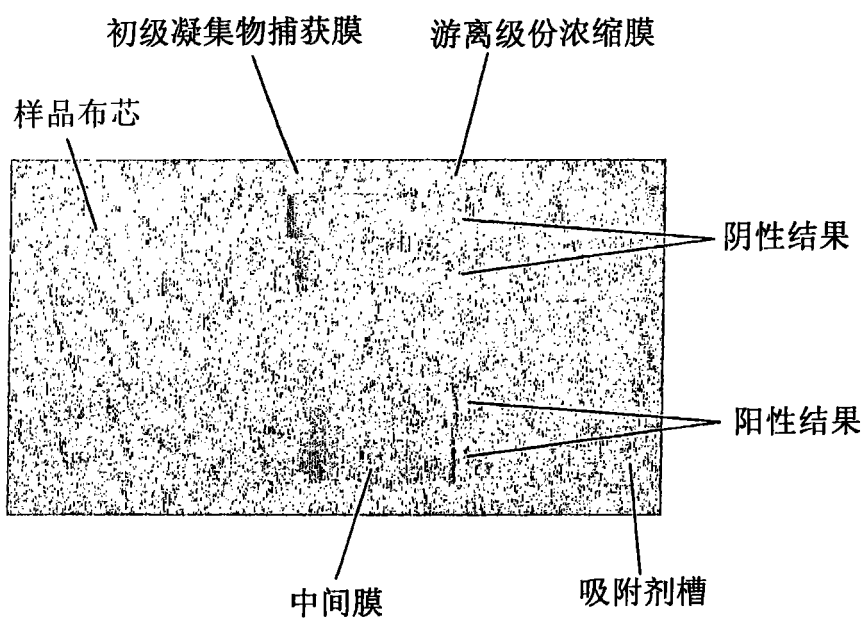 初级凝集物捕获膜
游离级份浓缩膜
样品布芯
阴性结果
阳性结果
中间膜
吸附剂槽